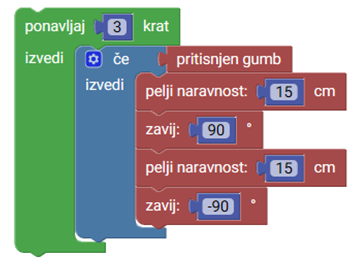 ponavljaj 3 krat
izvedi če pritisnjen gumb
izvedi pelji naravnost: 15 cm
zavij: 90 °
pelji naravnost: 15 cm
zavij: -90 °